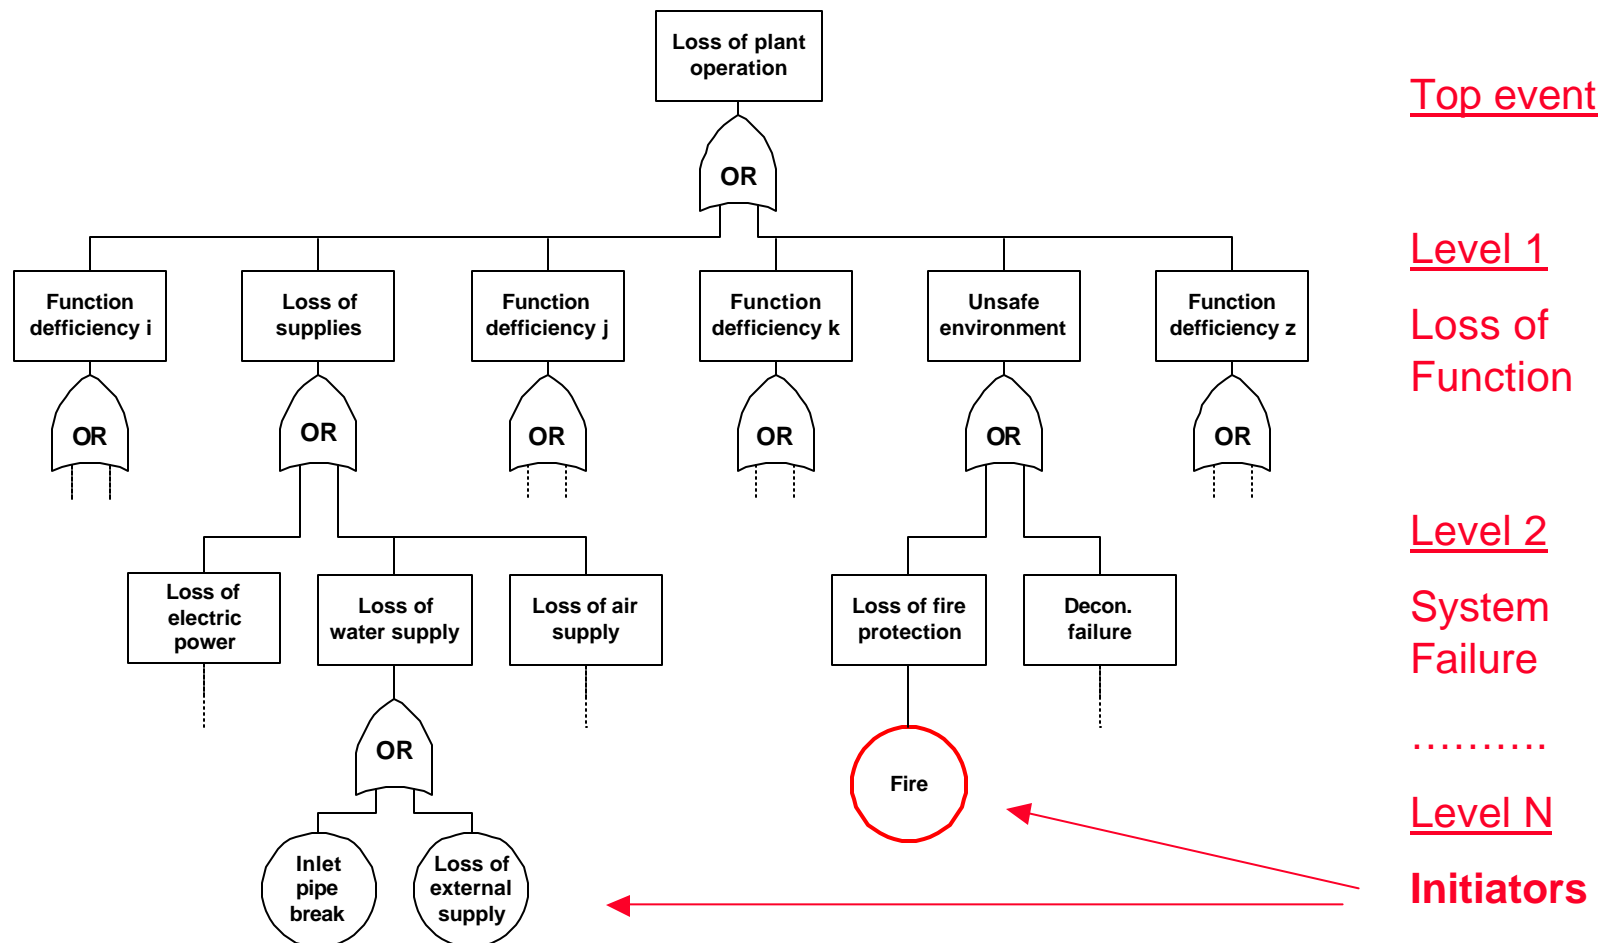 Loss of plant
operation
Top event
OR
Level 1
Loss of
Function
Function
defficiency i
Loss of
supplies
Function
defficiency j
Function
defficiency k
Unsafe
environment
Function
defficiency z
OR
OR
OR
OR
OR
OR
Level 2
System
Failure
Loss of
electric
power
Loss of
water supply
Loss of air
supply
Loss of fire
protection
Decon.
failure
OR
Fire
..........
Level N
Initiators
Inlet
pipe
break
Loss of
external
supply